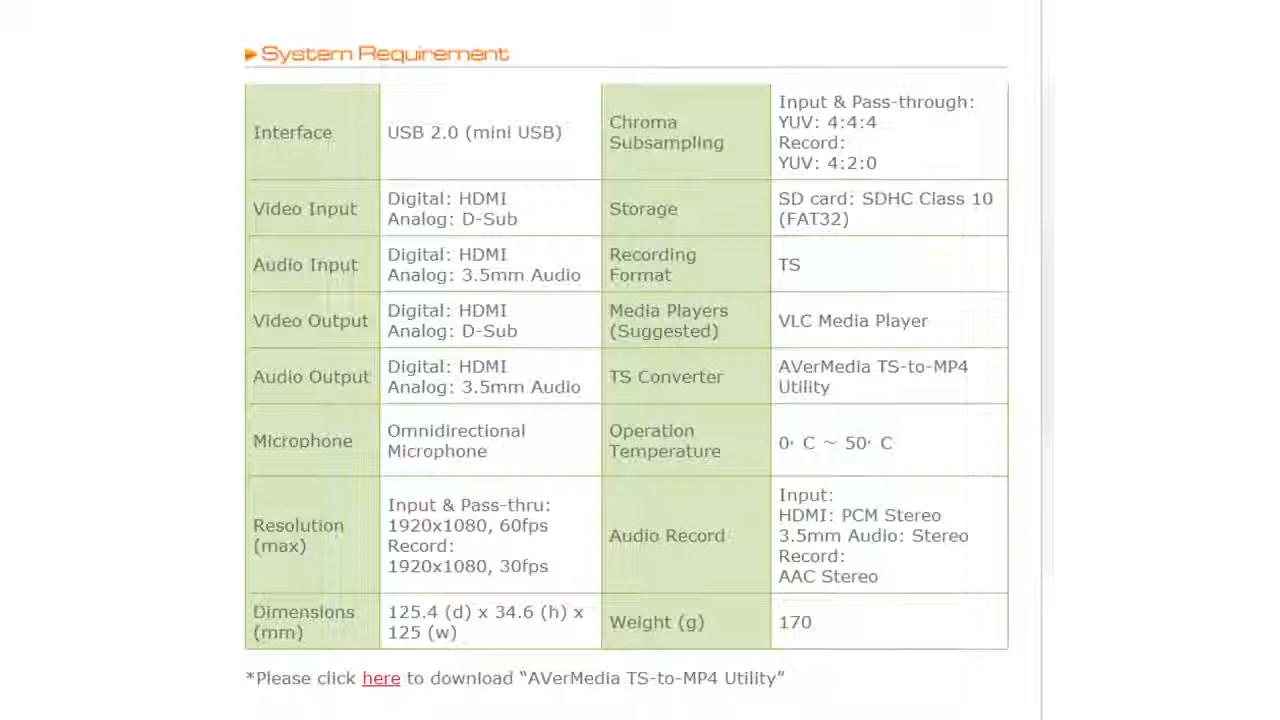 System Requirement
Interface
USB 2.0 (mini USB)
Chroma
Subsampling
Input & Pass-through:
YUV: 4:4:4
Record:
YUV: 4:2:0
Video Input
Digital: HDMI
Analog: D-Sub
Storage
SD card: SDHC Class 10
(FAT32)
Audio Input
Digital: HDMI
Analog: 3.5mm Audio
Recording
Format
TS
Video Output
Digital: HDMI
Analog: D-Sub
Media Players
(Suggested)
VLC Media Player
Audio Output
Digital: HDMI
Analog: 3.5mm Audio
TS Converter
AVerMedia TS-to-MP4
Utility
Microphone
Omnidirectional
Microphone
Operation
Temperature
0· C ~ 50· C
Resolution
(max)
Input & Pass-thru:
1920x1080, 60fps
Record:
1920x1080, 30fps
Audio Record
Input:
HDMI: PCM Stereo
3.5mm Audio: Stereo
Record:
AAC Stereo
Dimensions
(mm)
125.4 (d) x 34.6 (h) x
125 (w)
Weight (g)
170
*Please click here to download “AVerMedia TS-to-MP4 Utility”